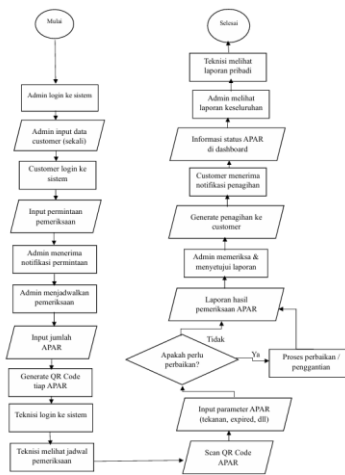 Mulai
Admin login ke sistem
Admin input data
customer (sekali)
Customer login ke
sistem
Input permintaan
pemeriksaan
Admin menerima
notifikasi permintaan
Admin menjadwalkan
pemeriksaan
Input jumlah
APAR
Generate QR Code
tiap APAR
Teknisi login ke sistem
Teknisi melihat jadwal
pemeriksaan
Scan QR Code
APAR
Input parameter APAR
(tekanan, expired, dll)
Apakah perlu
perbaikan?
Ya
Proses perbaikan /
penggantian
Tidak
Laporan hasil
pemeriksaan APAR
Admin memeriksa &
menyetujui laporan
Generate penagihan ke
customer
Customer menerima
notifikasi penagihan
Informasi status APAR
di dashboard
Admin melihat
laporan keseluruhan
Teknisi melihat
laporan pribadi
Selesai